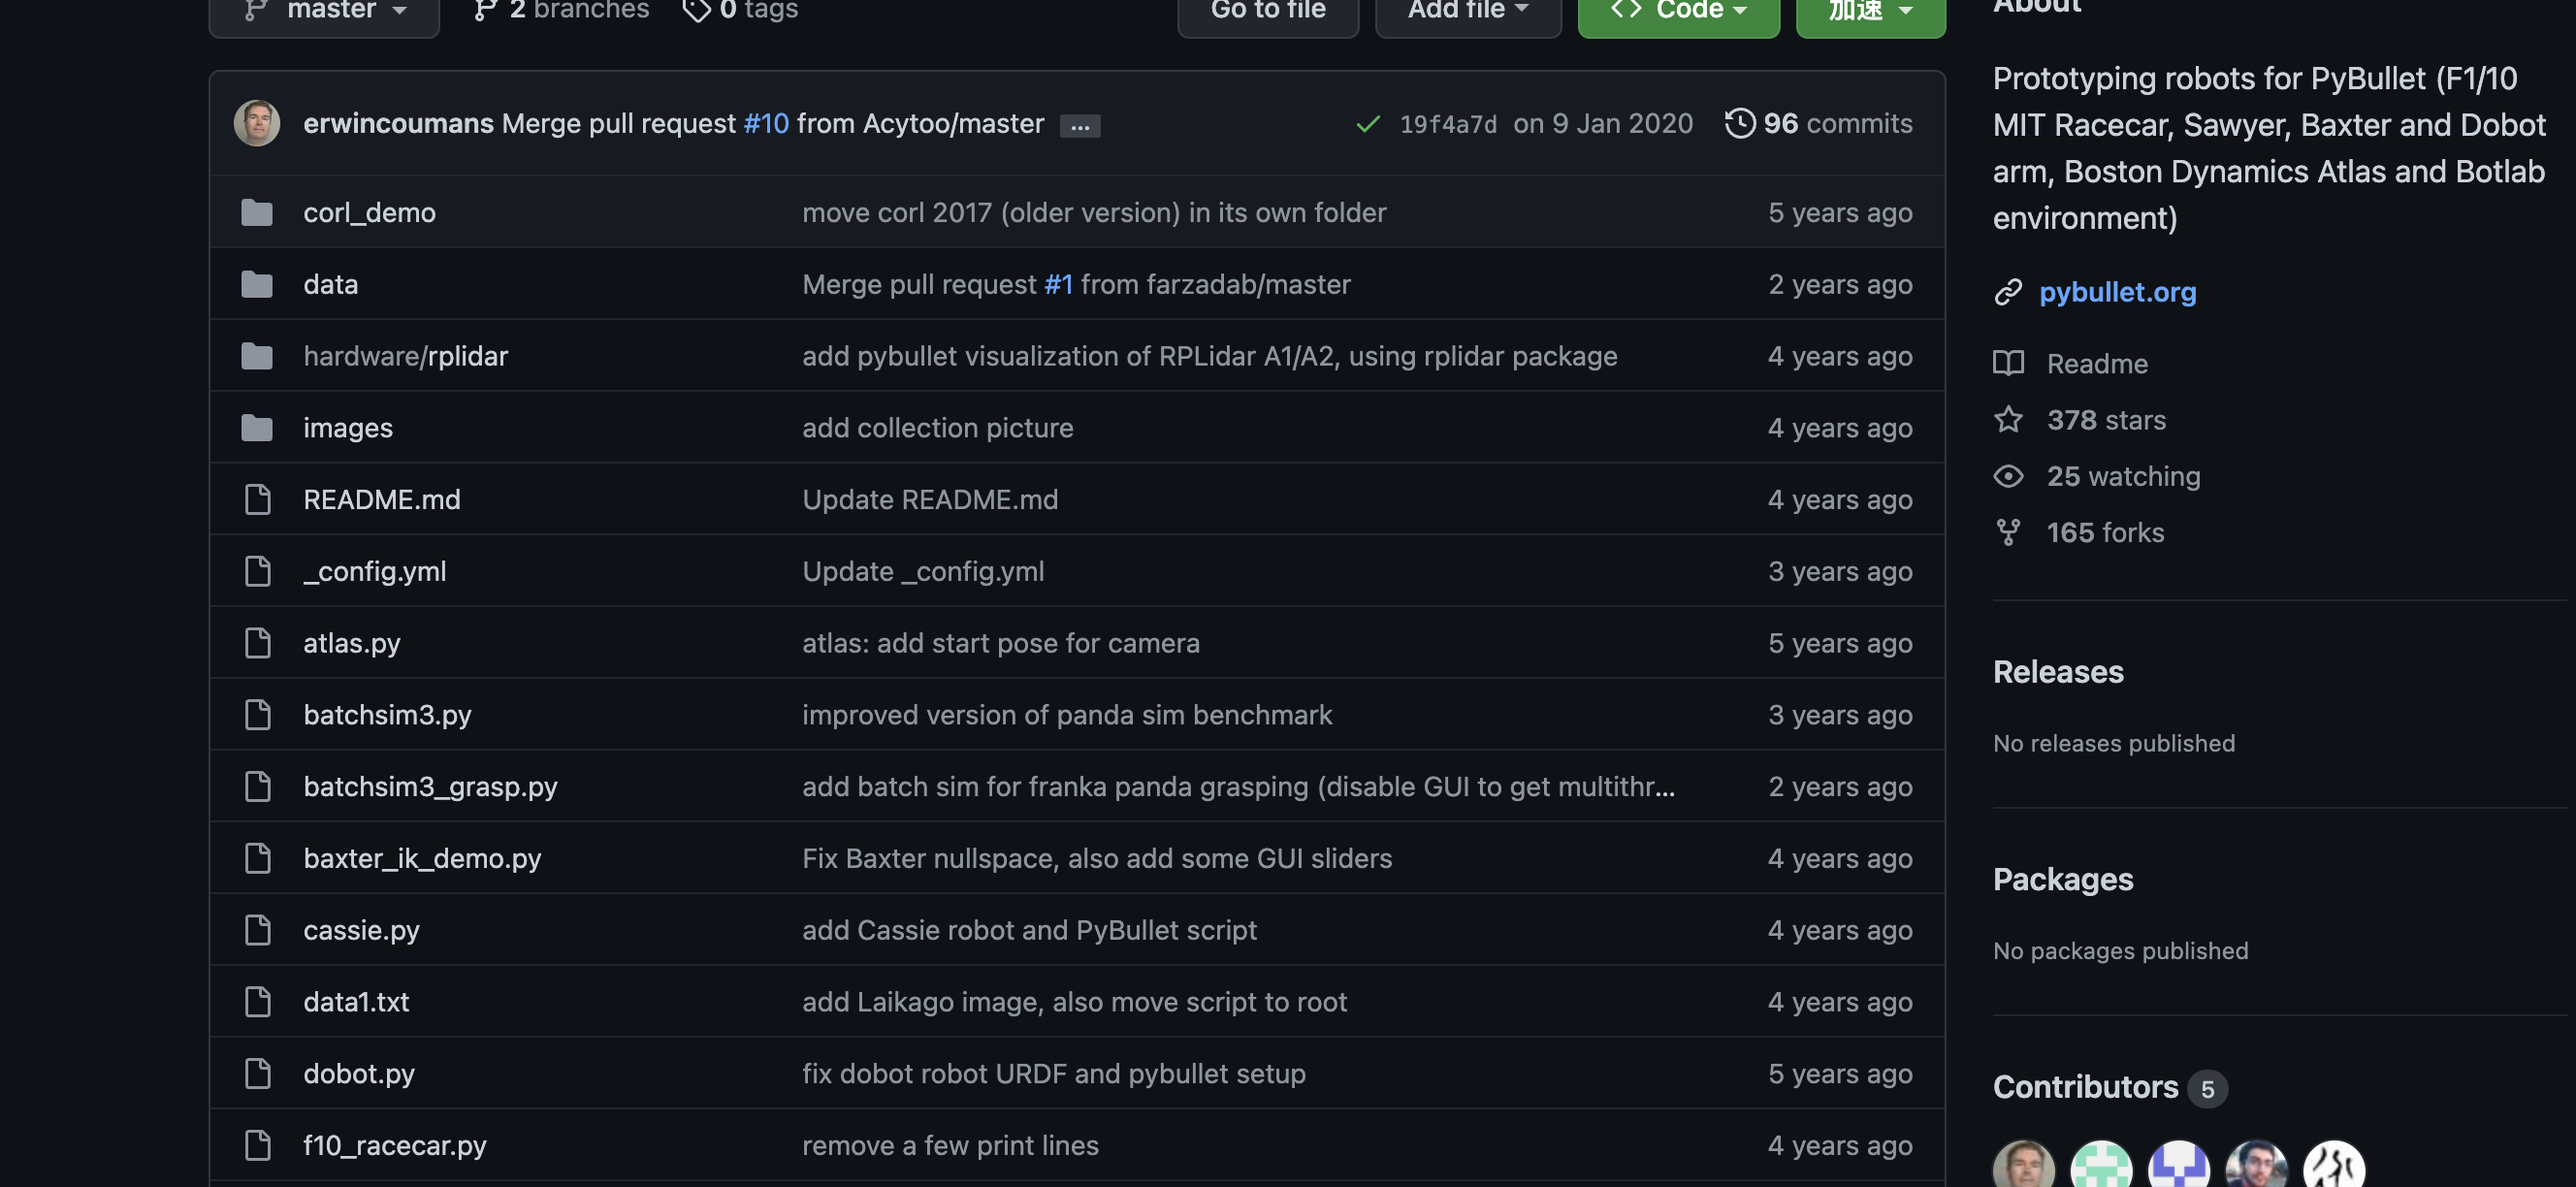 master
2 branches
0 tags
Go to file
Add file
Code
加速
erwincoumans Merge pull request #10 from Acytoo/master ...
19f4a7d on 9 Jan 2020
96 commits
corl_demo move corl 2017 (older version) in its own folder 5 years ago
data Merge pull request #1 from farzadab/master 2 years ago
hardware/rplidar add pybullet visualization of RPLidar A1/A2, using rplidar package 4 years ago
images add collection picture 4 years ago
README.md Update README.md 4 years ago
_config.yml Update _config.yml 3 years ago
atlas.py atlas: add start pose for camera 5 years ago
batchsim3.py improved version of panda sim benchmark 3 years ago
batchsim3_grasp.py add batch sim for franka panda grasping (disable GUI to get multithr... 2 years ago
baxter_ik_demo.py Fix Baxter nullspace, also add some GUI sliders 4 years ago
cassie.py add Cassie robot and PyBullet script 4 years ago
data1.txt add Laikago image, also move script to root 4 years ago
dobot.py fix dobot robot URDF and pybullet setup 5 years ago
f10_racecar.py remove a few print lines 4 years ago
About
Prototyping robots for PyBullet (F1/10
MIT Racecar, Sawyer, Baxter and Dobot
arm, Boston Dynamics Atlas and Botlab
environment)
pybullet.org
Readme
378 stars
25 watching
165 forks
Releases
No releases published
Packages
No packages published
Contributors 5